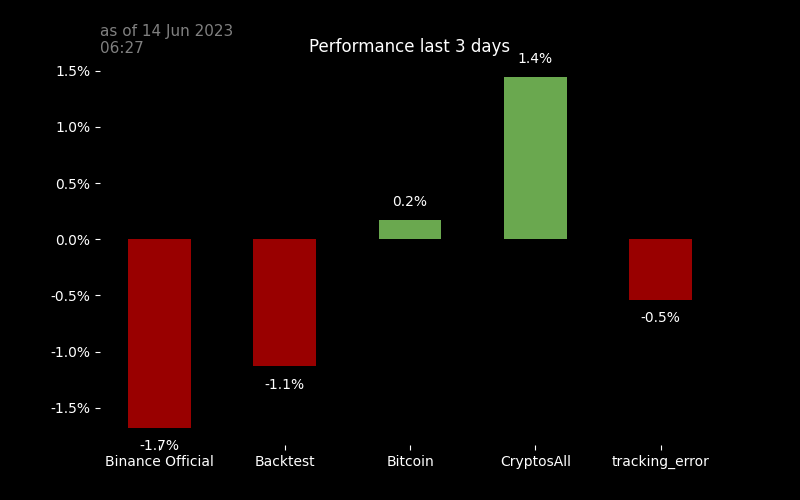 as of 14 Jun 2023
06:27
Performance last 3 days
1.5%
1.0%
0.5%
0.0%
-0.5%
-1.0%
-1.5%
-1.7%
-1.1%
0.2%
1.4%
-0.5%
Binance Official
Backtest
Bitcoin
CryptosAll
tracking_error